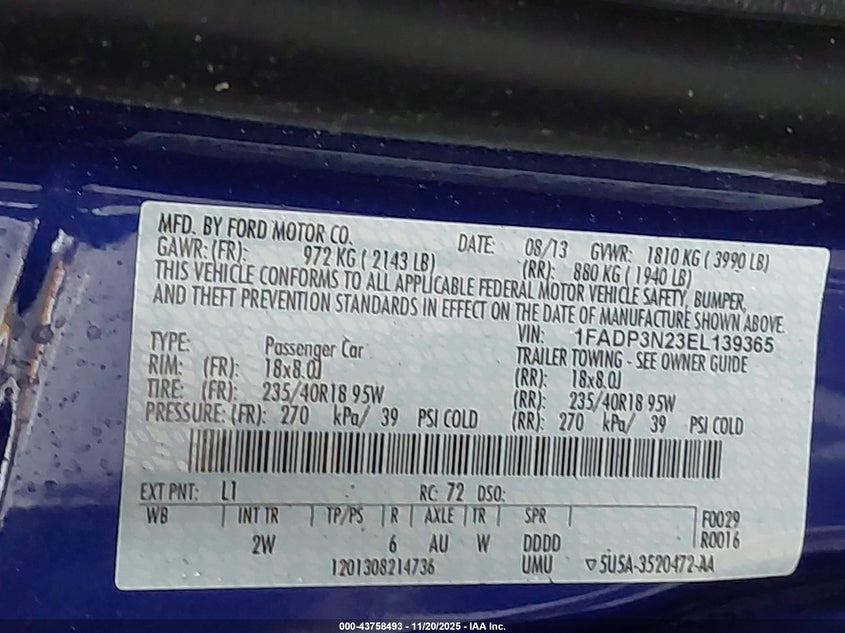 MFD. BY FORD MOTOR CO.
DATE: 08/13 GVWR: 1810 KG ( 3990 LB)
GAWR: (FR): 972 KG ( 2143 LB) (RR): 880 KG ( 1940 LB)
THIS VEHICLE CONFORMS TO ALL APPLICABLE FEDERAL MOTOR VEHICLE SAFETY, BUMPER,
AND THEFT PREVENTION STANDARDS IN EFFECT ON THE DATE OF MANUFACTURE SHOWN ABOVE.
VIN: 1FADP3N23EL139365
TYPE: Passenger Car TRAILER TOWING - SEE OWNER GUIDE
RIM: (FR): 18x8.0J (RR): 18x8.0J
TIRE: (FR): 235/40R18 95W (RR): 235/40R18 95W
PRESSURE: (FR): 270 kPa/ 39 PSI COLD (RR): 270 kPa/ 39 PSI COLD
EXT PNT: L1 RC: 72 DSO:
WB INT TR TP/PS R AXLE TR SPR F0029
2W 6 AU W DDDD R0016
1201308214736 UMU ▽5U5A-3520472-AA
000-43758493 - 11/20/2025 - IAA Inc.